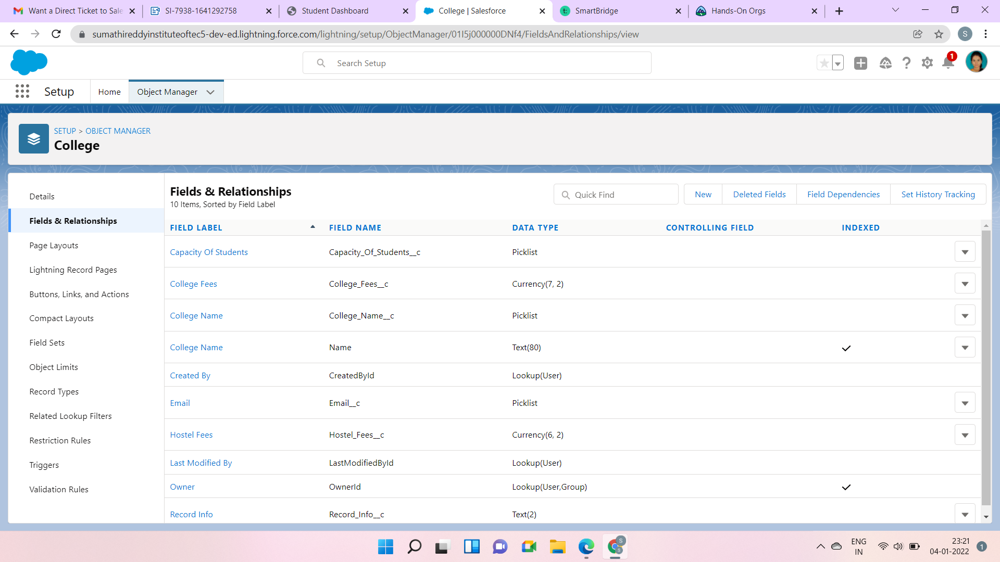 Want a Direct Ticket to Sale
SI-7938-1641292758
Student Dashboard
College | Salesforce
t:
SmartBridge
Hands-On Orgs
sumathireddyinstituteoftec5-dev-ed.lightning.force.com/lightning/setup/ObjectManager/01I5j000000DNf4/FieldsAndRelationships/view
S
Search Setup
1
Setup
Home
Object Manager
SETUP > OBJECT MANAGER
College
Details
Fields & Relationships
Page Layouts
Lightning Record Pages
Buttons, Links, and Actions
Compact Layouts
Field Sets
Object Limits
Record Types
Related Lookup Filters
Restriction Rules
Triggers
Validation Rules
Fields & Relationships
10 Items, Sorted by Field Label
Quick Find
New
Deleted Fields
Field Dependencies
Set History Tracking
FIELD LABEL FIELD NAME DATA TYPE CONTROLLING FIELD INDEXED
Capacity Of Students Capacity_Of_Students__c Picklist
College Fees College_Fees__c Currency(7, 2)
College Name College_Name__c Picklist
College Name Name Text(80)
Created By CreatedById Lookup(User)
Email Email__c Picklist
Hostel Fees Hostel_Fees__c Currency(6, 2)
Last Modified By LastModifiedById Lookup(User)
Owner OwnerId Lookup(User,Group)
Record Info Record_Info__c Text(2)
S
S
ENG
IN
23:21
04-01-2022
1